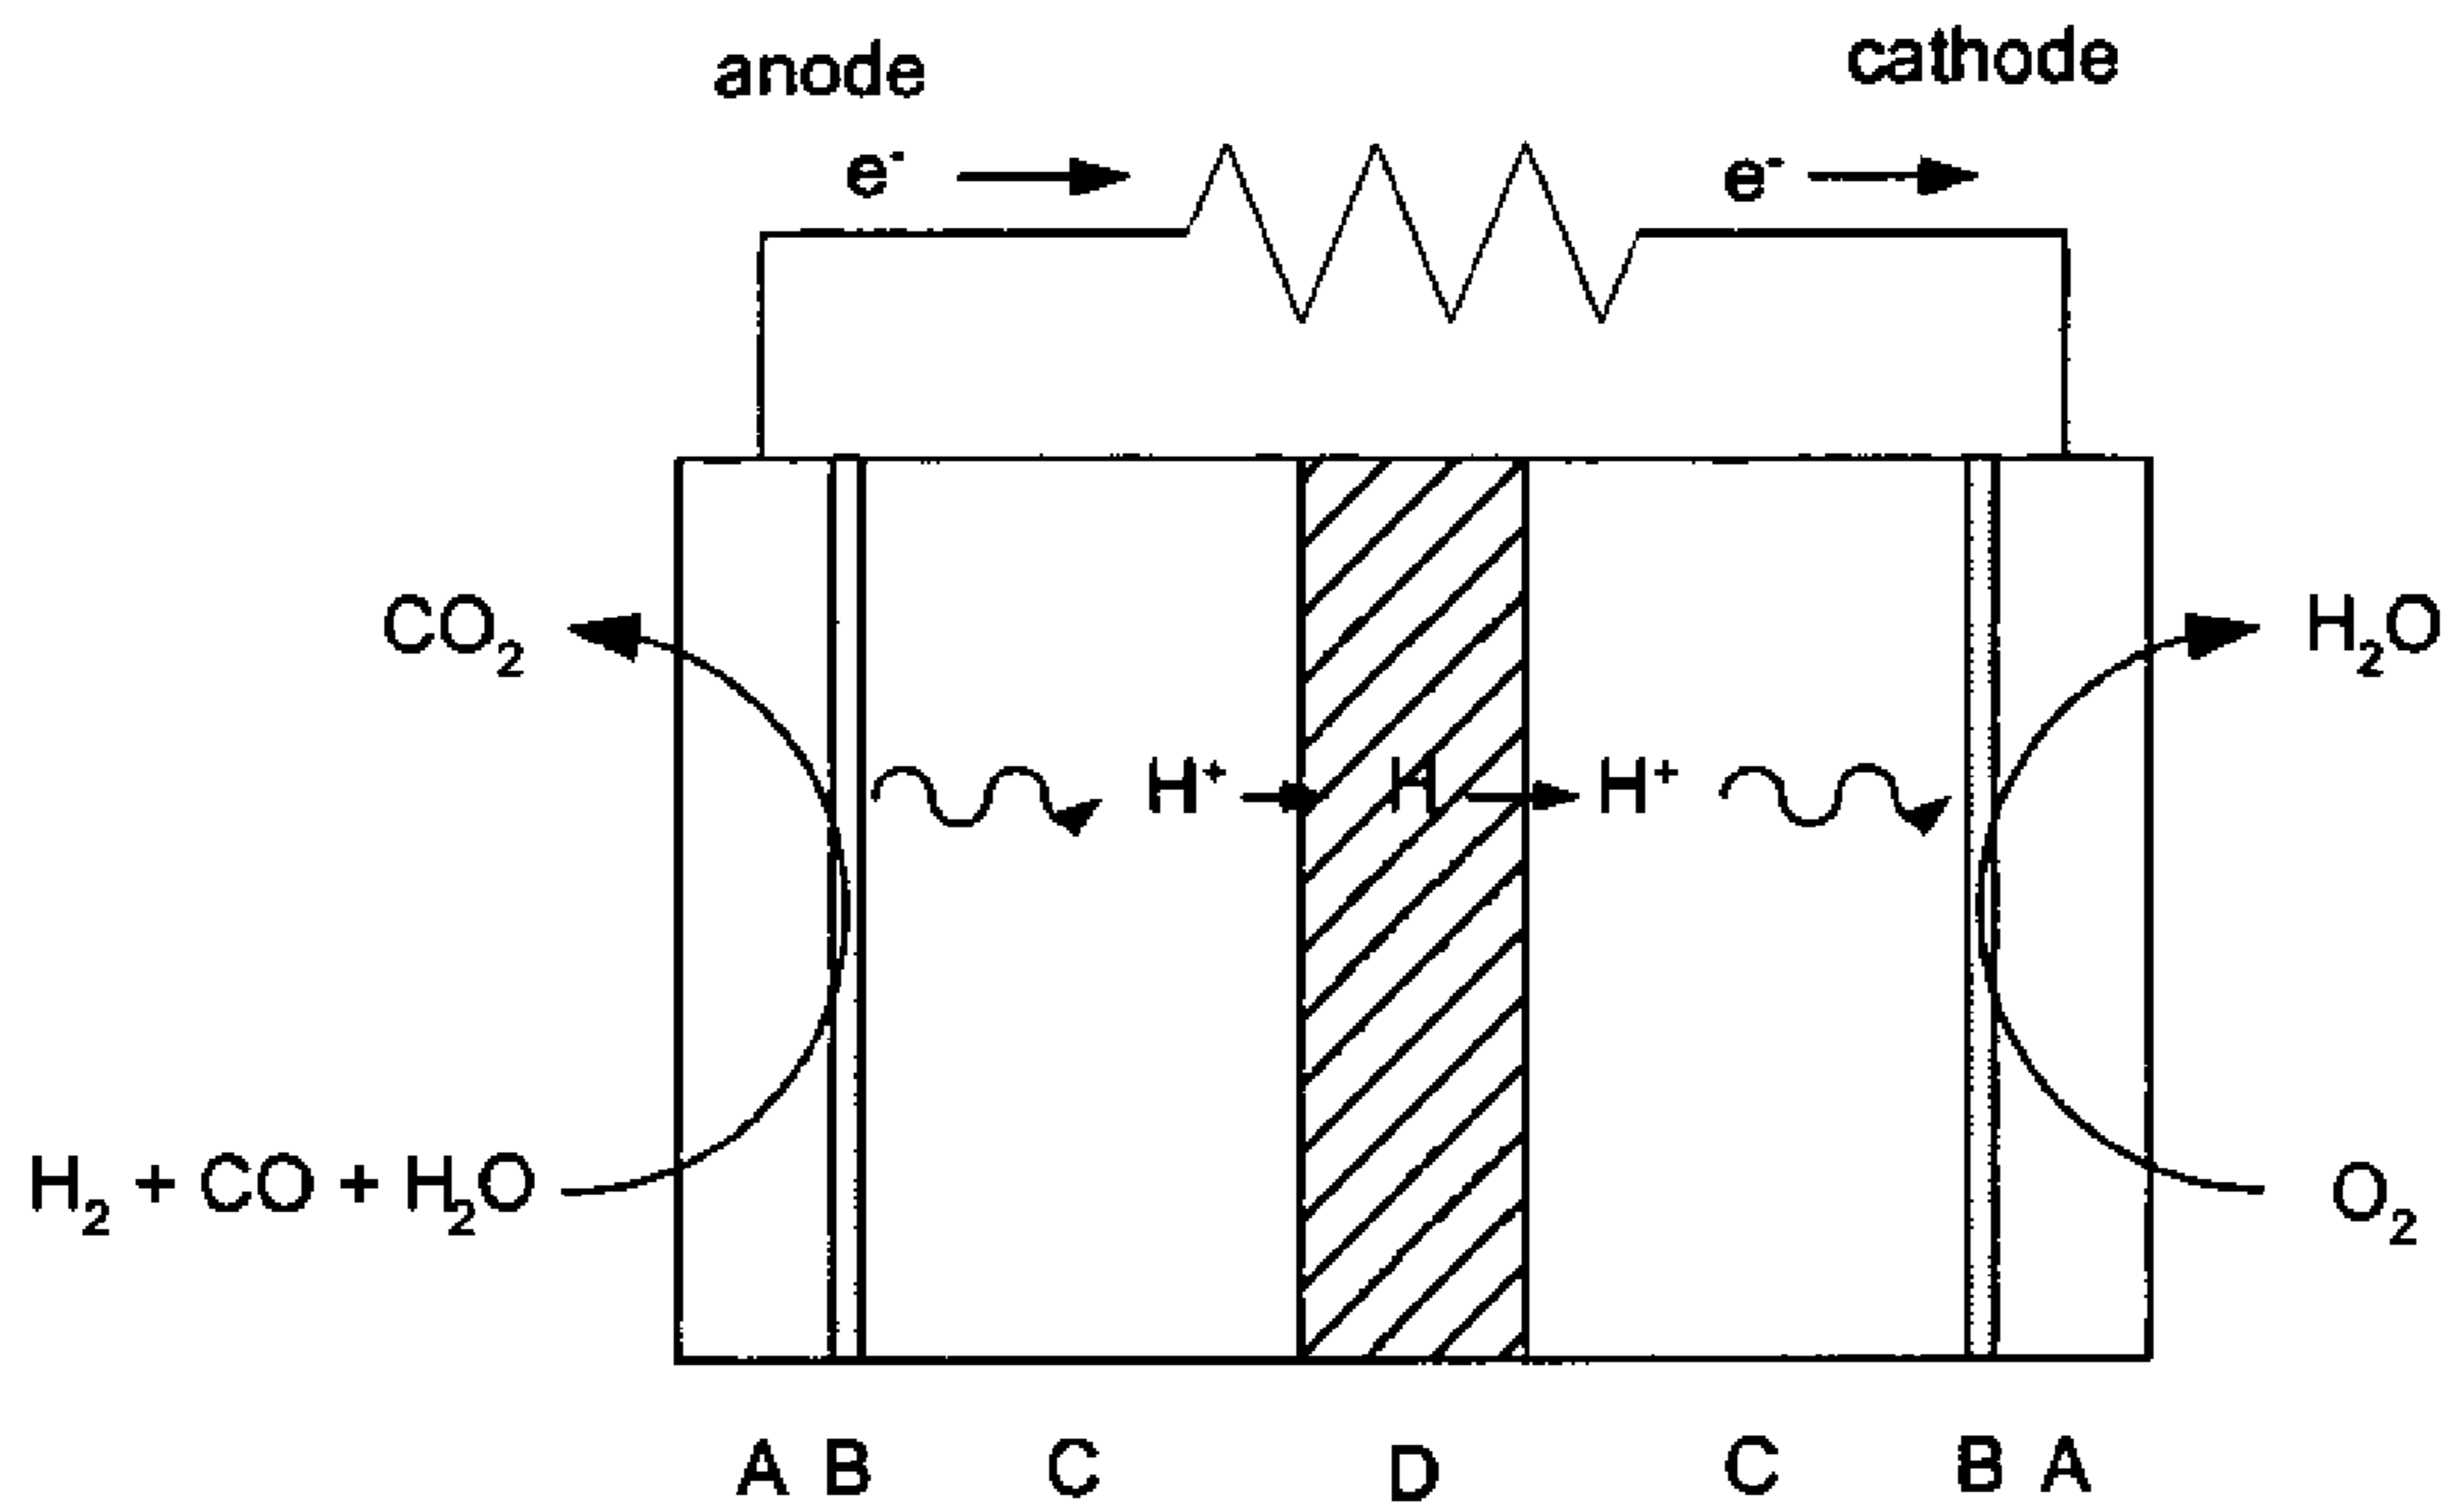 anode cathode
e⁻ e⁻
CO₂ H₂O
H⁺ H H⁺
H₂ + CO + H₂O O₂
A B C D C B A